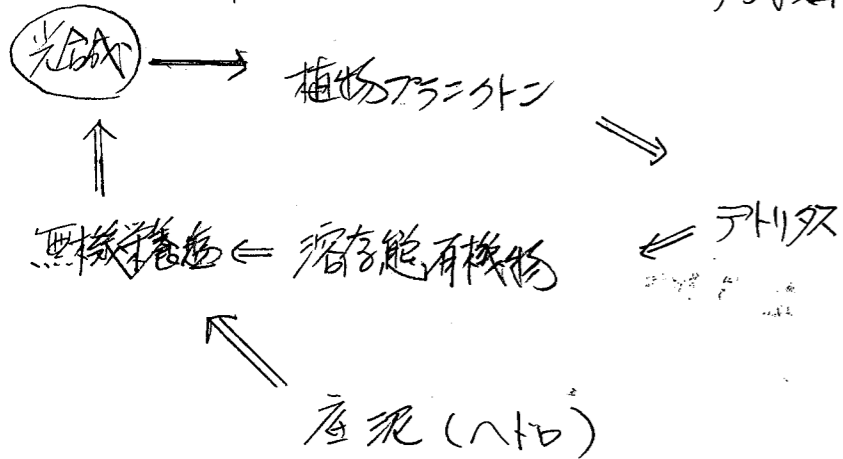 光合成
植物プランクトン
無機栄養塩
溶存態有機物
デトリタス
底泥(ヘドロ)